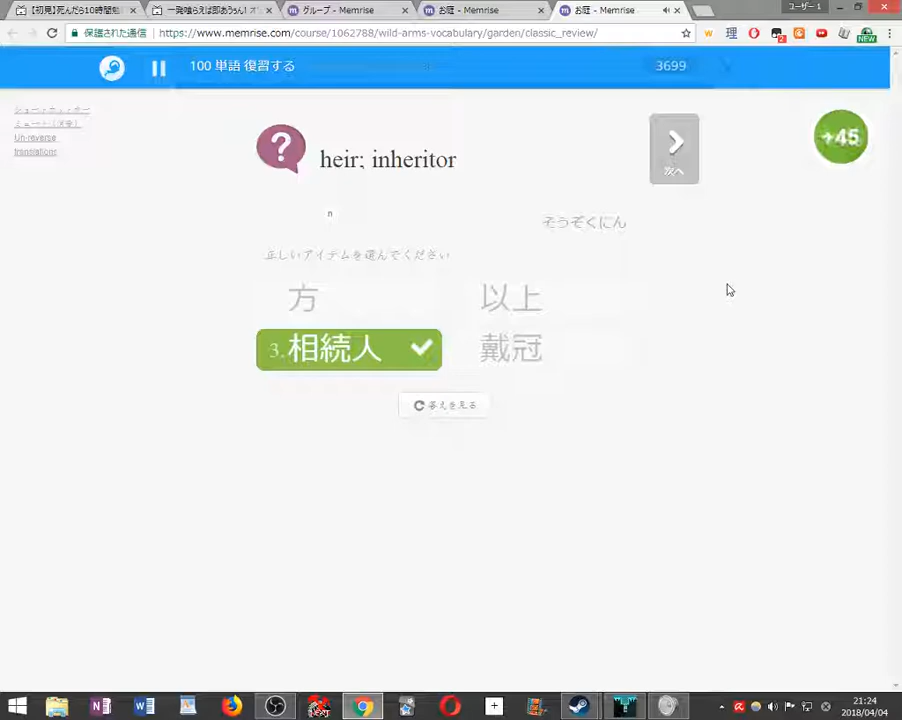 【初見】死んだら10時間勉
一発喰らえば即あうろん! オ
グループ - Memrise
お庭 - Memrise
お庭 - Memrise
ユーザー 1
保護された通信
https://www.memrise.com/course/1062788/wild-arms-vocabulary/garden/classic_review/
100 単語 復習する
3699
Un-reverse
translations
?
heir; inheritor
次へ
+45
n
そうぞくにん
正しいアイテムを選んでください
方
以上
3. 相続人
戴冠
答えを見る
21:24
2018/04/04